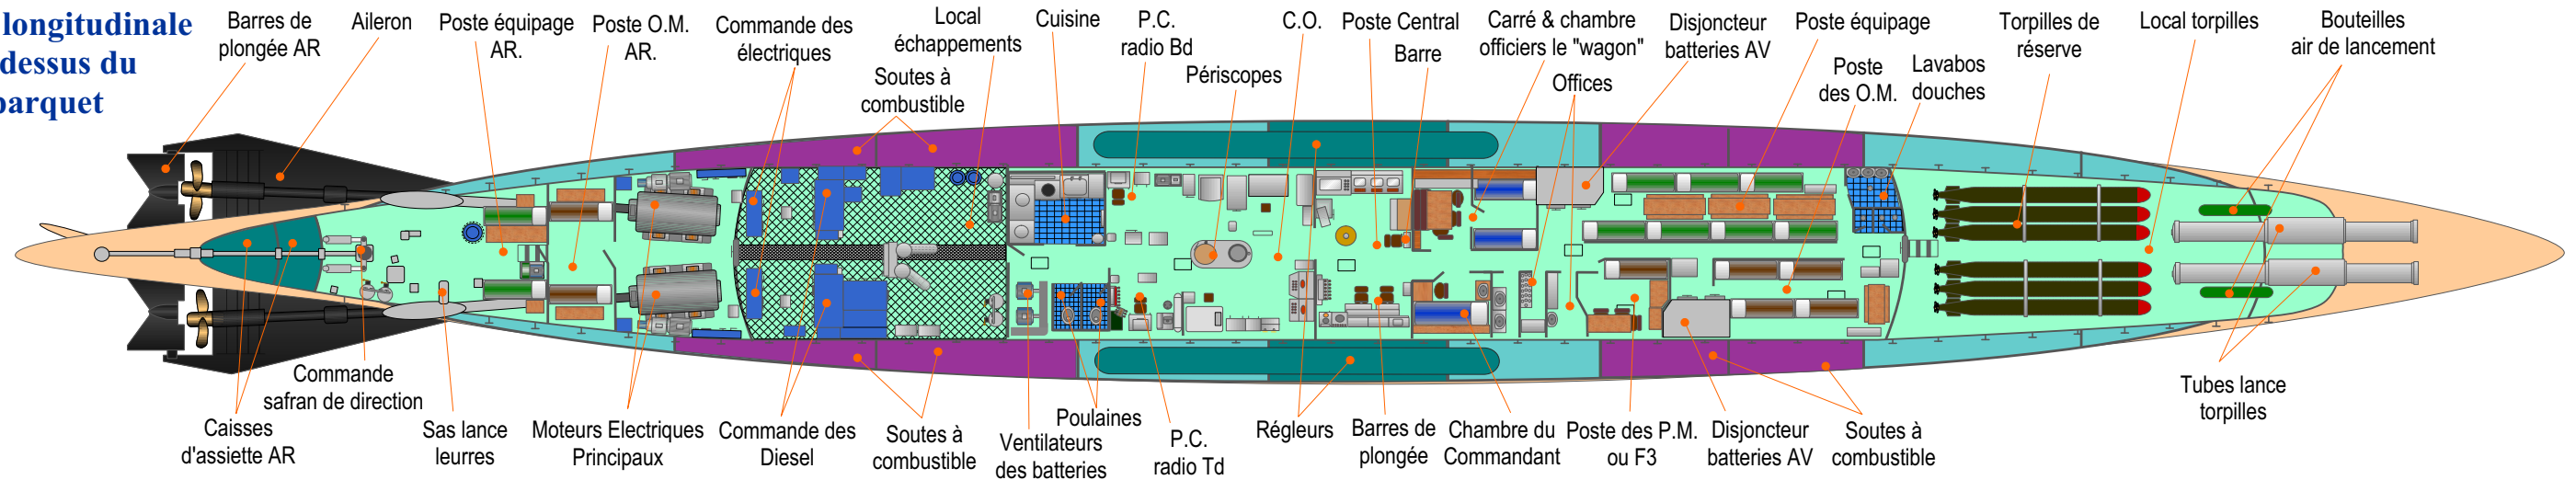 longitudinale
dessus du
parquet
Barres de
plongée AR
Aileron
Poste équipage
AR.
Poste O.M.
AR.
Commande des
électriques
Soutes à
combustible
Local
échappements
Cuisine
P.C.
radio Bd
Périscopes
C.O.
Poste Central
Barre
Carré & chambre
officiers le "wagon"
Offices
Disjoncteur
batteries AV
Poste équipage
Poste
des O.M.
Lavabos
douches
Torpilles de
réserve
Local torpilles
Bouteilles
air de lancement
Caisses
d'assiette AR
Commande
safran de direction
Sas lance
leurres
Moteurs Electriques
Principaux
Commande des
Diesel
Soutes à
combustible
Ventilateurs
des batteries
Poulaines
P.C.
radio Td
Régleurs
Barres de
plongée
Chambre du
Commandant
Poste des P.M.
ou F3
Disjoncteur
batteries AV
Soutes à
combustible
Tubes lance
torpilles